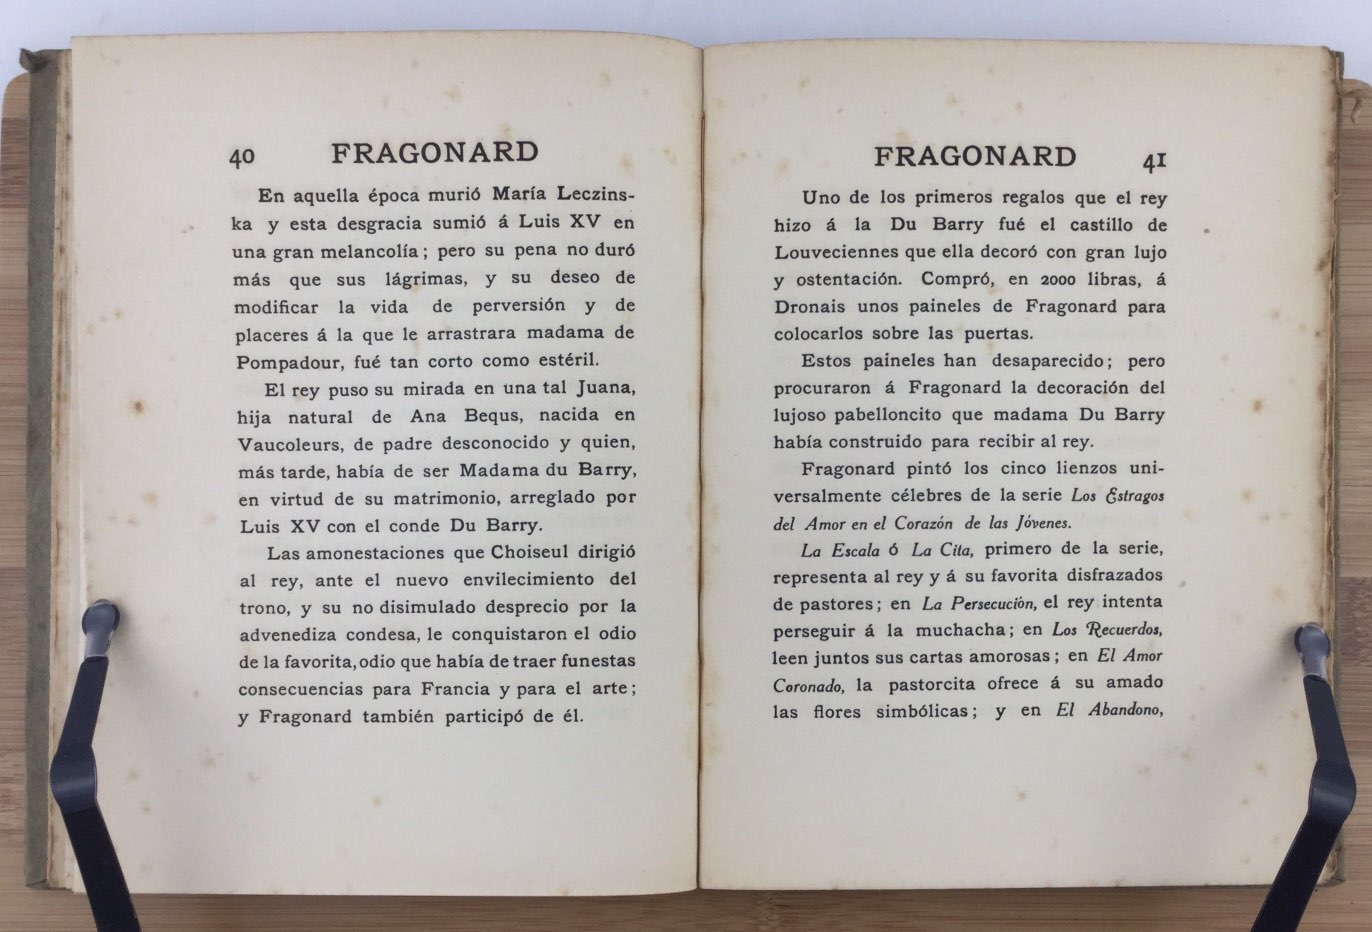 40 FRAGONARD
En aquella época murió María Leczins-
ka y esta desgracia sumió á Luis XV en
una gran melancolía; pero su pena no duró
más que sus lágrimas, y su deseo de
modificar la vida de perversión y de
placeres á la que le arrastrara madama de
Pompadour, fué tan corto como estéril.
El rey puso su mirada en una tal Juana,
hija natural de Ana Bequs, nacida en
Vaucoleurs, de padre desconocido y quien,
más tarde, había de ser Madama du Barry,
en virtud de su matrimonio, arreglado por
Luis XV con el conde Du Barry.
Las amonestaciones que Choiseul dirigió
al rey, ante el nuevo envilecimiento del
trono, y su no disimulado desprecio por la
advenediza condesa, le conquistaron el odio
de la favorita, odio que había de traer funestas
consecuencias para Francia y para el arte;
y Fragonard también participó de él.
FRAGONARD 41
Uno de los primeros regalos que el rey
hizo á la Du Barry fué el castillo de
Louveciennes que ella decoró con gran lujo
y ostentación. Compró, en 2000 libras, á
Dronais unos paineles de Fragonard para
colocarlos sobre las puertas.
Estos paineles han desaparecido; pero
procuraron á Fragonard la decoración del
lujoso pabelloncito que madama Du Barry
había construido para recibir al rey.
Fragonard pintó los cinco lienzos uni-
versalmente célebres de la serie Los Estragos
del Amor en el Corazón de las Jóvenes.
La Escala ó La Cita, primero de la serie,
representa al rey y á su favorita disfrazados
de pastores; en La Persecución, el rey intenta
perseguir á la muchacha; en Los Recuerdos,
leen juntos sus cartas amorosas; en El Amor
Coronado, la pastorcita ofrece á su amado
las flores simbólicas; y en El Abandono,